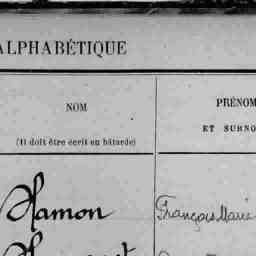 ALPHABÉTIQUE
NOM
PRÉNOM
(Il doit être écrit en bâtarde)
ET SURNO
Hamon
François Marie